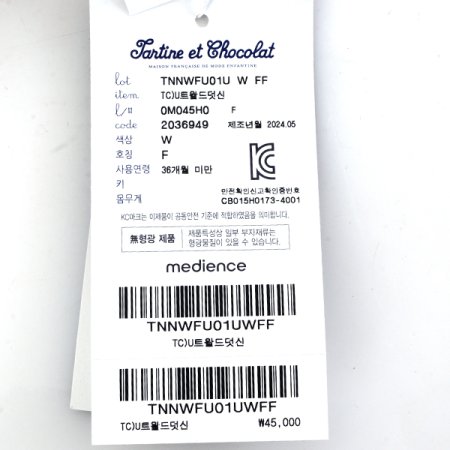 Tartine et Chocolat
MAISON FRANÇAISE DE MODE ENFANTINE
lot TNNWFU01U W FF
item. TC)U트월드덧신
l/# 0M045H0 F
code 2036949 제조년월 2024.05
색상 W
호칭 F
사용연령 36개월 미만
키
몸무게
안전확인신고확인증번호
CB015H0173-4001
KC마크는 이제품이 공통안전 기준에 적합하였음을 의미합니다.
無형광 제품 제품특성상 일부 부자재류는
형광물질이 있을 수 있습니다.
medience
TNNWFU01UWFF
TC)U트월드덧신
TNNWFU01UWFF
TC)U트월드덧신 ₩45,000